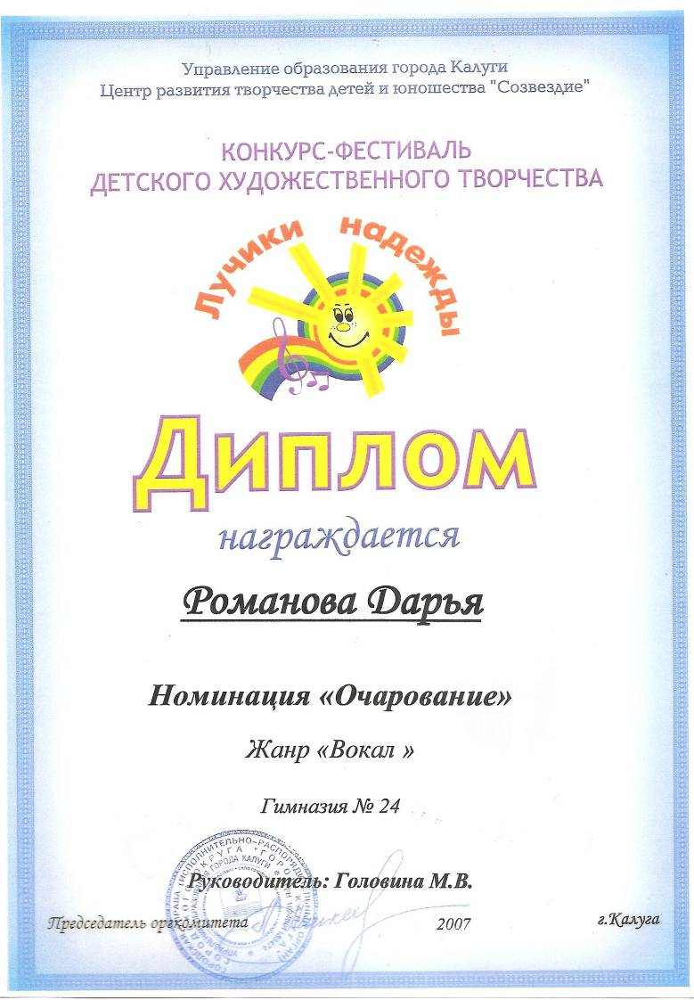 Управление образования города Калуги
Центр развития творчества детей и юношества "Созвездие"
КОНКУРС-ФЕСТИВАЛЬ
ДЕТСКОГО ХУДОЖЕСТВЕННОГО ТВОРЧЕСТВА
Лучики надежды
Диплом
награждается
Романова Дарья
Номинация «Очарование»
Жанр «Вокал »
Гимназия № 24
Руководитель: Головина М.В.
Председатель оргкомитета 2007 г.Калуга